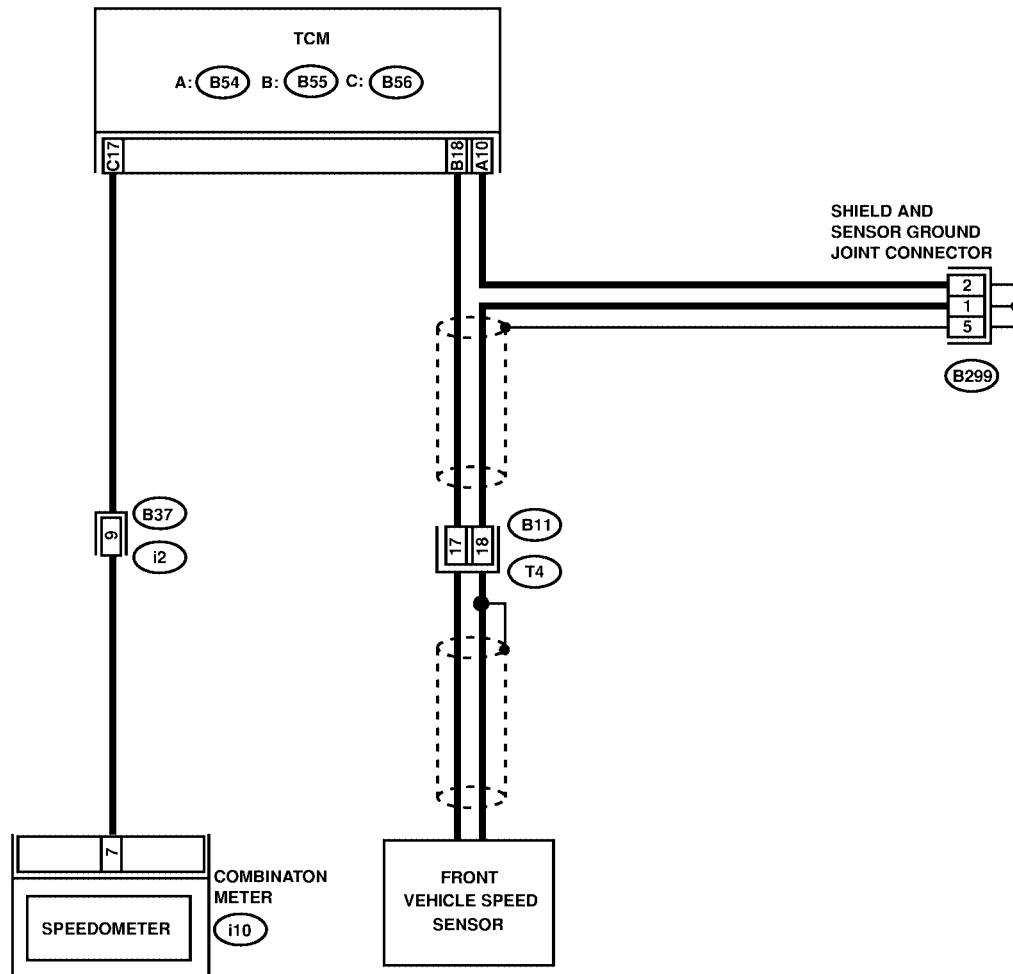 TCM
A: B54 B: B55 C: B56
C17
B18
A10
SHIELD AND
SENSOR GROUND
JOINT CONNECTOR
2
1
5
B299
B37
9
i2
B11
17
18
T4
7
COMBINATON
METER
i10
SPEEDOMETER
FRONT
VEHICLE SPEED
SENSOR